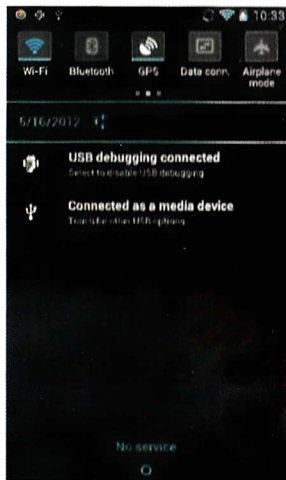 10:33
Wi-Fi Bluetooth GPS Data conn. Airplane mode
5/16/2012
USB debugging connected
Select to disable USB debugging
Connected as a media device
Touch for other USB options
No service